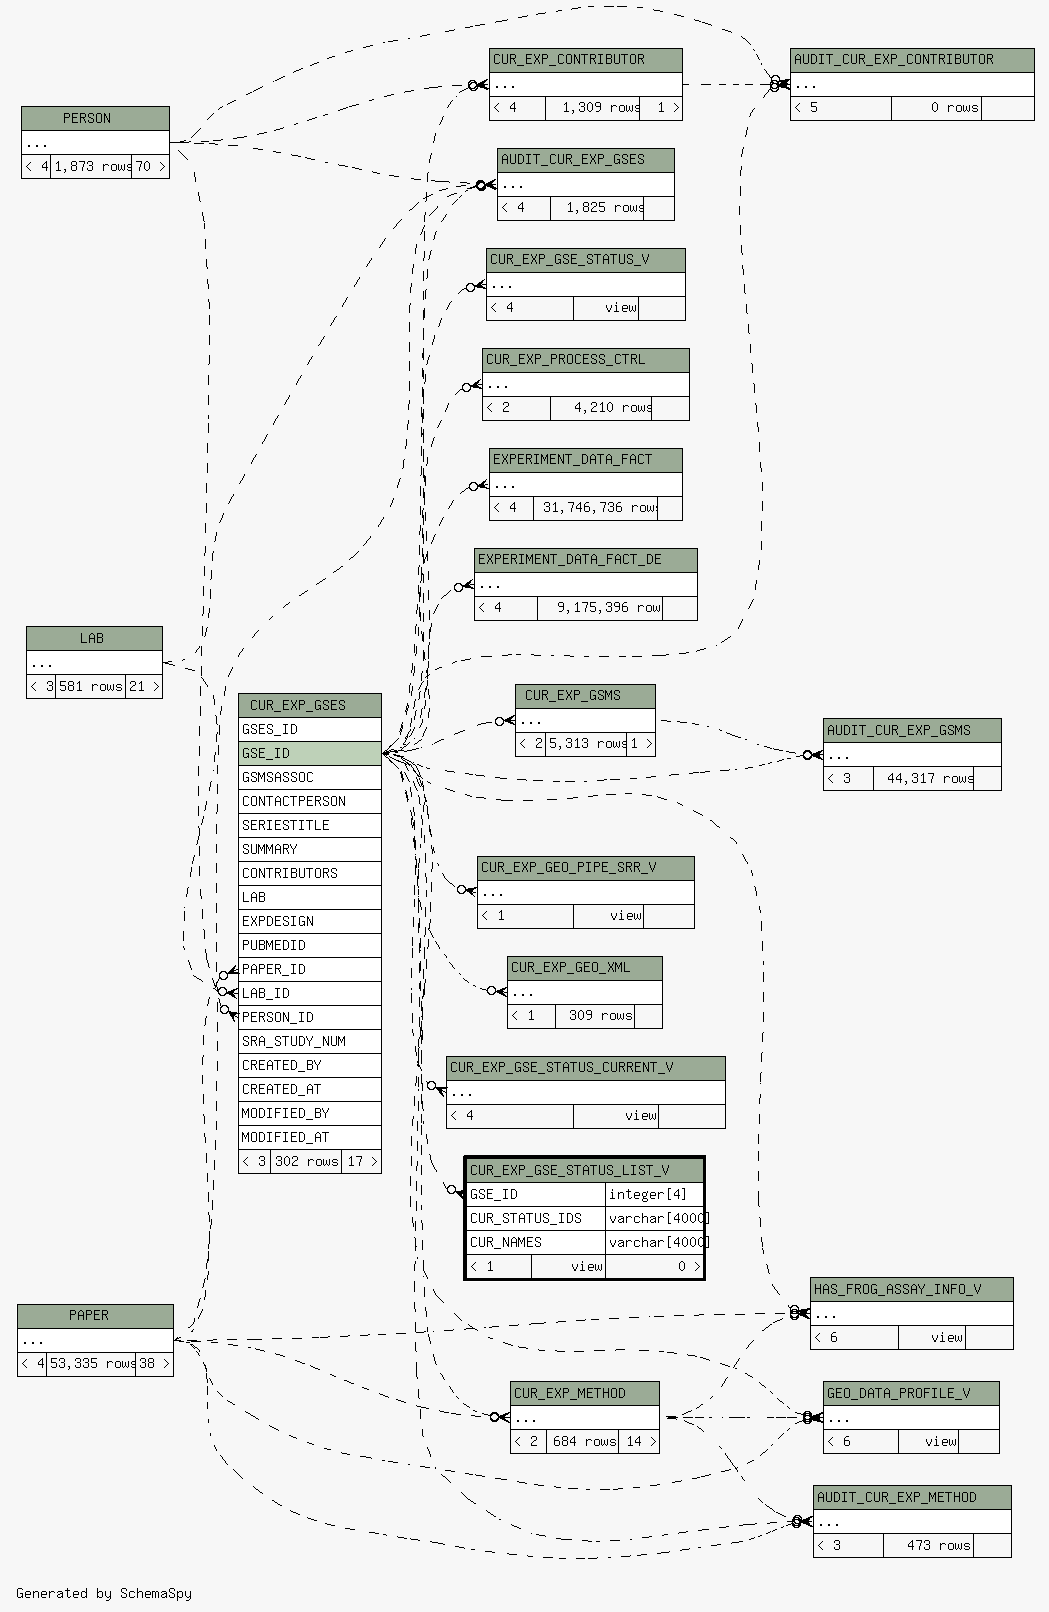 CUR_EXP_CONTRIBUTOR
...
< 4 1,309 rows 1 >
AUDIT_CUR_EXP_CONTRIBUTOR
...
< 5 0 rows
PERSON
...
< 4 1,873 rows 70 >
AUDIT_CUR_EXP_GSES
...
< 4 1,825 rows
CUR_EXP_GSE_STATUS_V
...
< 4 view
CUR_EXP_PROCESS_CTRL
...
< 2 4,210 rows
EXPERIMENT_DATA_FACT
...
< 4 31,746,736 row
EXPERIMENT_DATA_FACT_DE
...
< 4 9,175,396 row
LAB
...
< 3 581 rows 21 >
CUR_EXP_GSES
GSES_ID
GSE_ID
GSMSASSOC
CONTACTPERSON
SERIESTITLE
SUMMARY
CONTRIBUTORS
LAB
EXPDESIGN
PUBMEDID
PAPER_ID
LAB_ID
PERSON_ID
SRA_STUDY_NUM
CREATED_BY
CREATED_AT
MODIFIED_BY
MODIFIED_AT
< 3 302 rows 17 >
CUR_EXP_GSMS
...
< 2 5,313 rows 1 >
AUDIT_CUR_EXP_GSMS
...
< 3 44,317 rows
CUR_EXP_GEO_PIPE_SRR_V
...
< 1 view
CUR_EXP_GEO_XML
...
< 1 309 rows
CUR_EXP_GSE_STATUS_CURRENT_V
...
< 4 view
CUR_EXP_GSE_STATUS_LIST_V
GSE_ID integer[4]
CUR_STATUS_IDS varchar[4000]
CUR_NAMES varchar[4000]
< 1 view 0 >
HAS_FROG_ASSAY_INFO_V
...
< 6 view
PAPER
...
< 4 53,335 rows 38 >
CUR_EXP_METHOD
...
< 2 684 rows 14 >
GEO_DATA_PROFILE_V
...
< 6 view
AUDIT_CUR_EXP_METHOD
...
< 3 473 rows
Generated by SchemaSpy